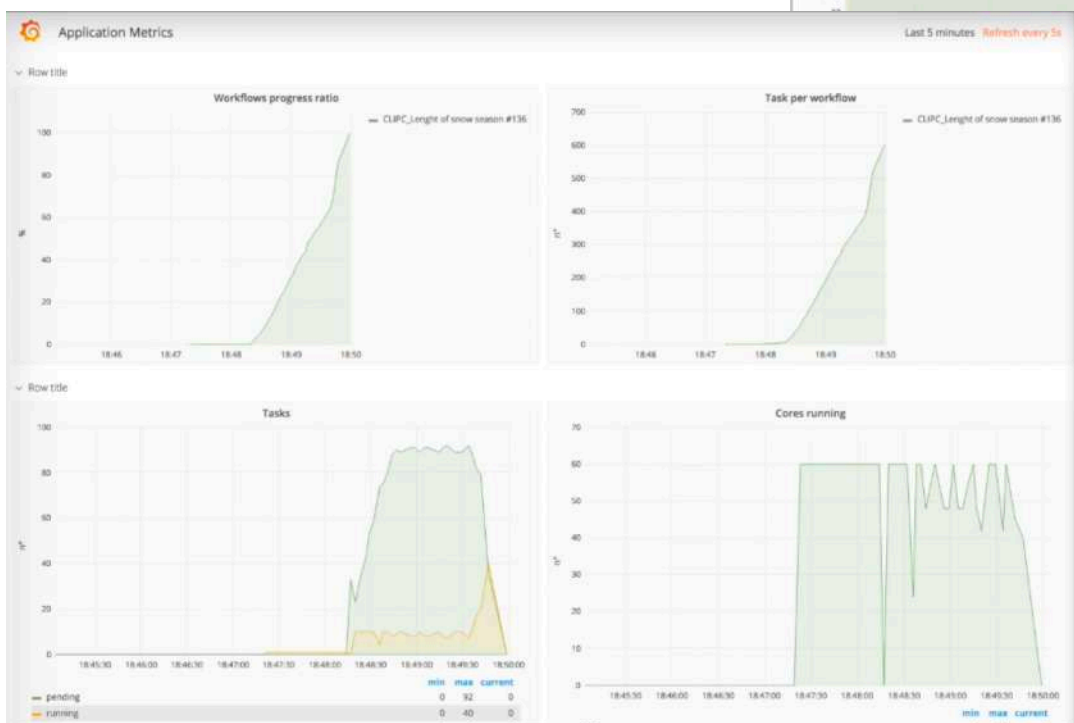 Application Metrics
Last 5 minutes Refresh every 5s
Row title
Workflows progress ratio
CLIPC_Lenght of snow season #136
100
80
60
40
20
0
%
18:46 18:47 18:48 18:49 18:50
Task per workflow
CLIPC_Lenght of snow season #136
700
600
500
400
300
200
100
0
n°
18:46 18:47 18:48 18:49 18:50
Row title
Tasks
100
80
60
40
20
0
n°
18:45:30 18:46:00 18:46:30 18:47:00 18:47:30 18:48:00 18:48:30 18:49:00 18:49:30 18:50:00
min max current
pending 0 92 0
running 0 40 0
Cores running
70
60
50
40
30
20
10
0
n°
18:45:30 18:46:00 18:46:30 18:47:00 18:47:30 18:48:00 18:48:30 18:49:00 18:49:30 18:50:00
min max current